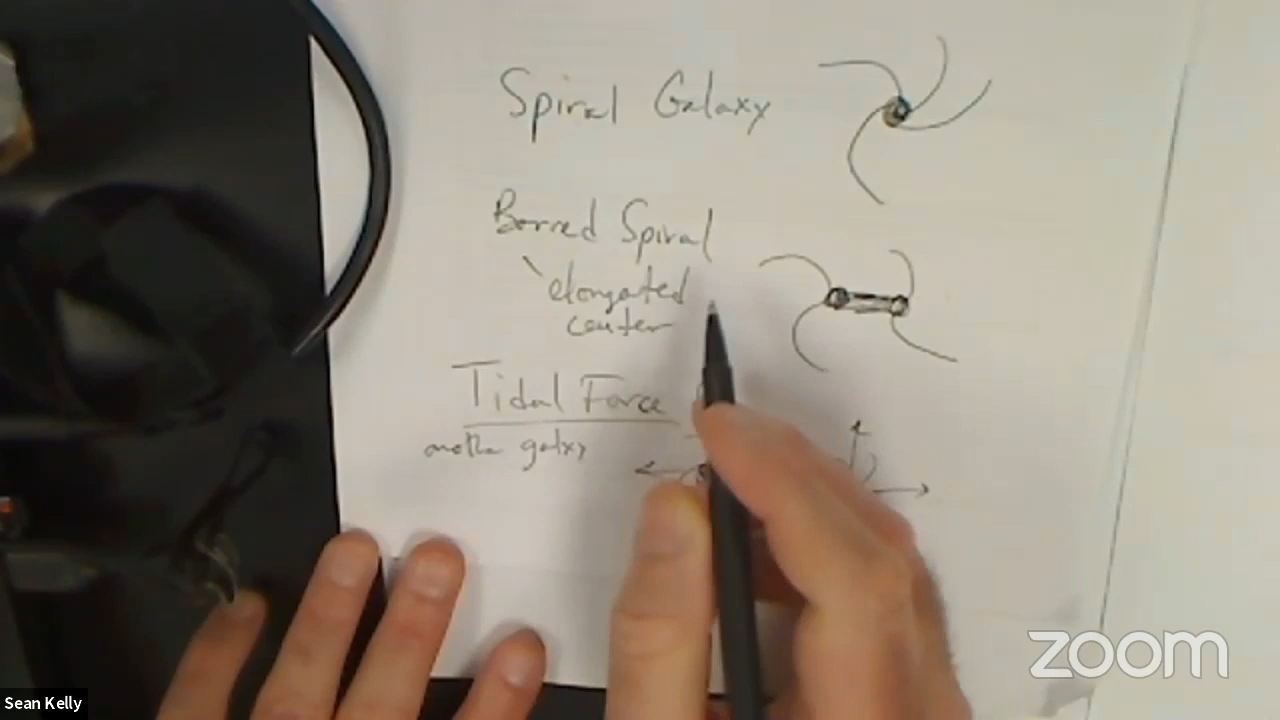 Spiral Galaxy
Barred Spiral
elongated
center
Tidal Force
another galaxy
zoom
Sean Kelly